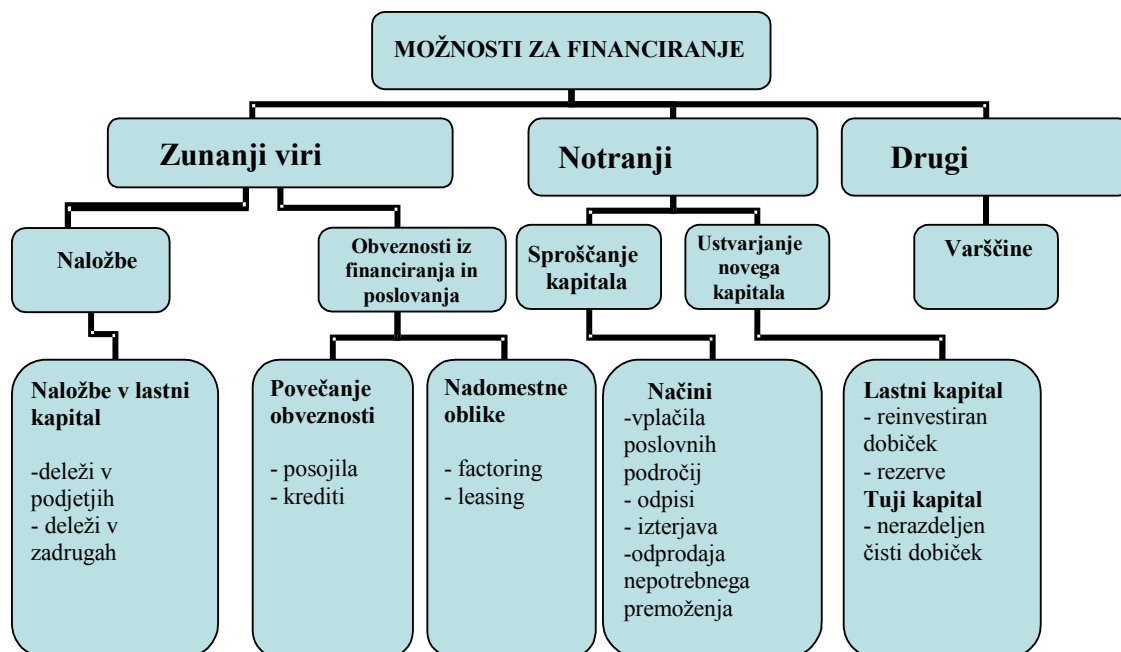 MOŽNOSTI ZA FINANCIRANJE
Zunanji viri
Notranji
Drugi
Naložbe
Obveznosti iz
financiranja in
poslovanja
Sproščanje
kapitala
Ustvarjanje
novega
kapitala
Varščine
Naložbe v lastni
kapital
-deleži v
podjetjih
- deleži v
zadrugah
Povečanje
obveznosti
- posojila
- krediti
Nadomestne
oblike
- factoring
- leasing
Načini
-vplačila
poslovnih
področij
- odpisi
- izterjava
-odprodaja
nepotrebnega
premoženja
Lastni kapital
- reinvestiran
dobiček
- rezerve
Tuji kapital
- nerazdeljen
čisti dobiček